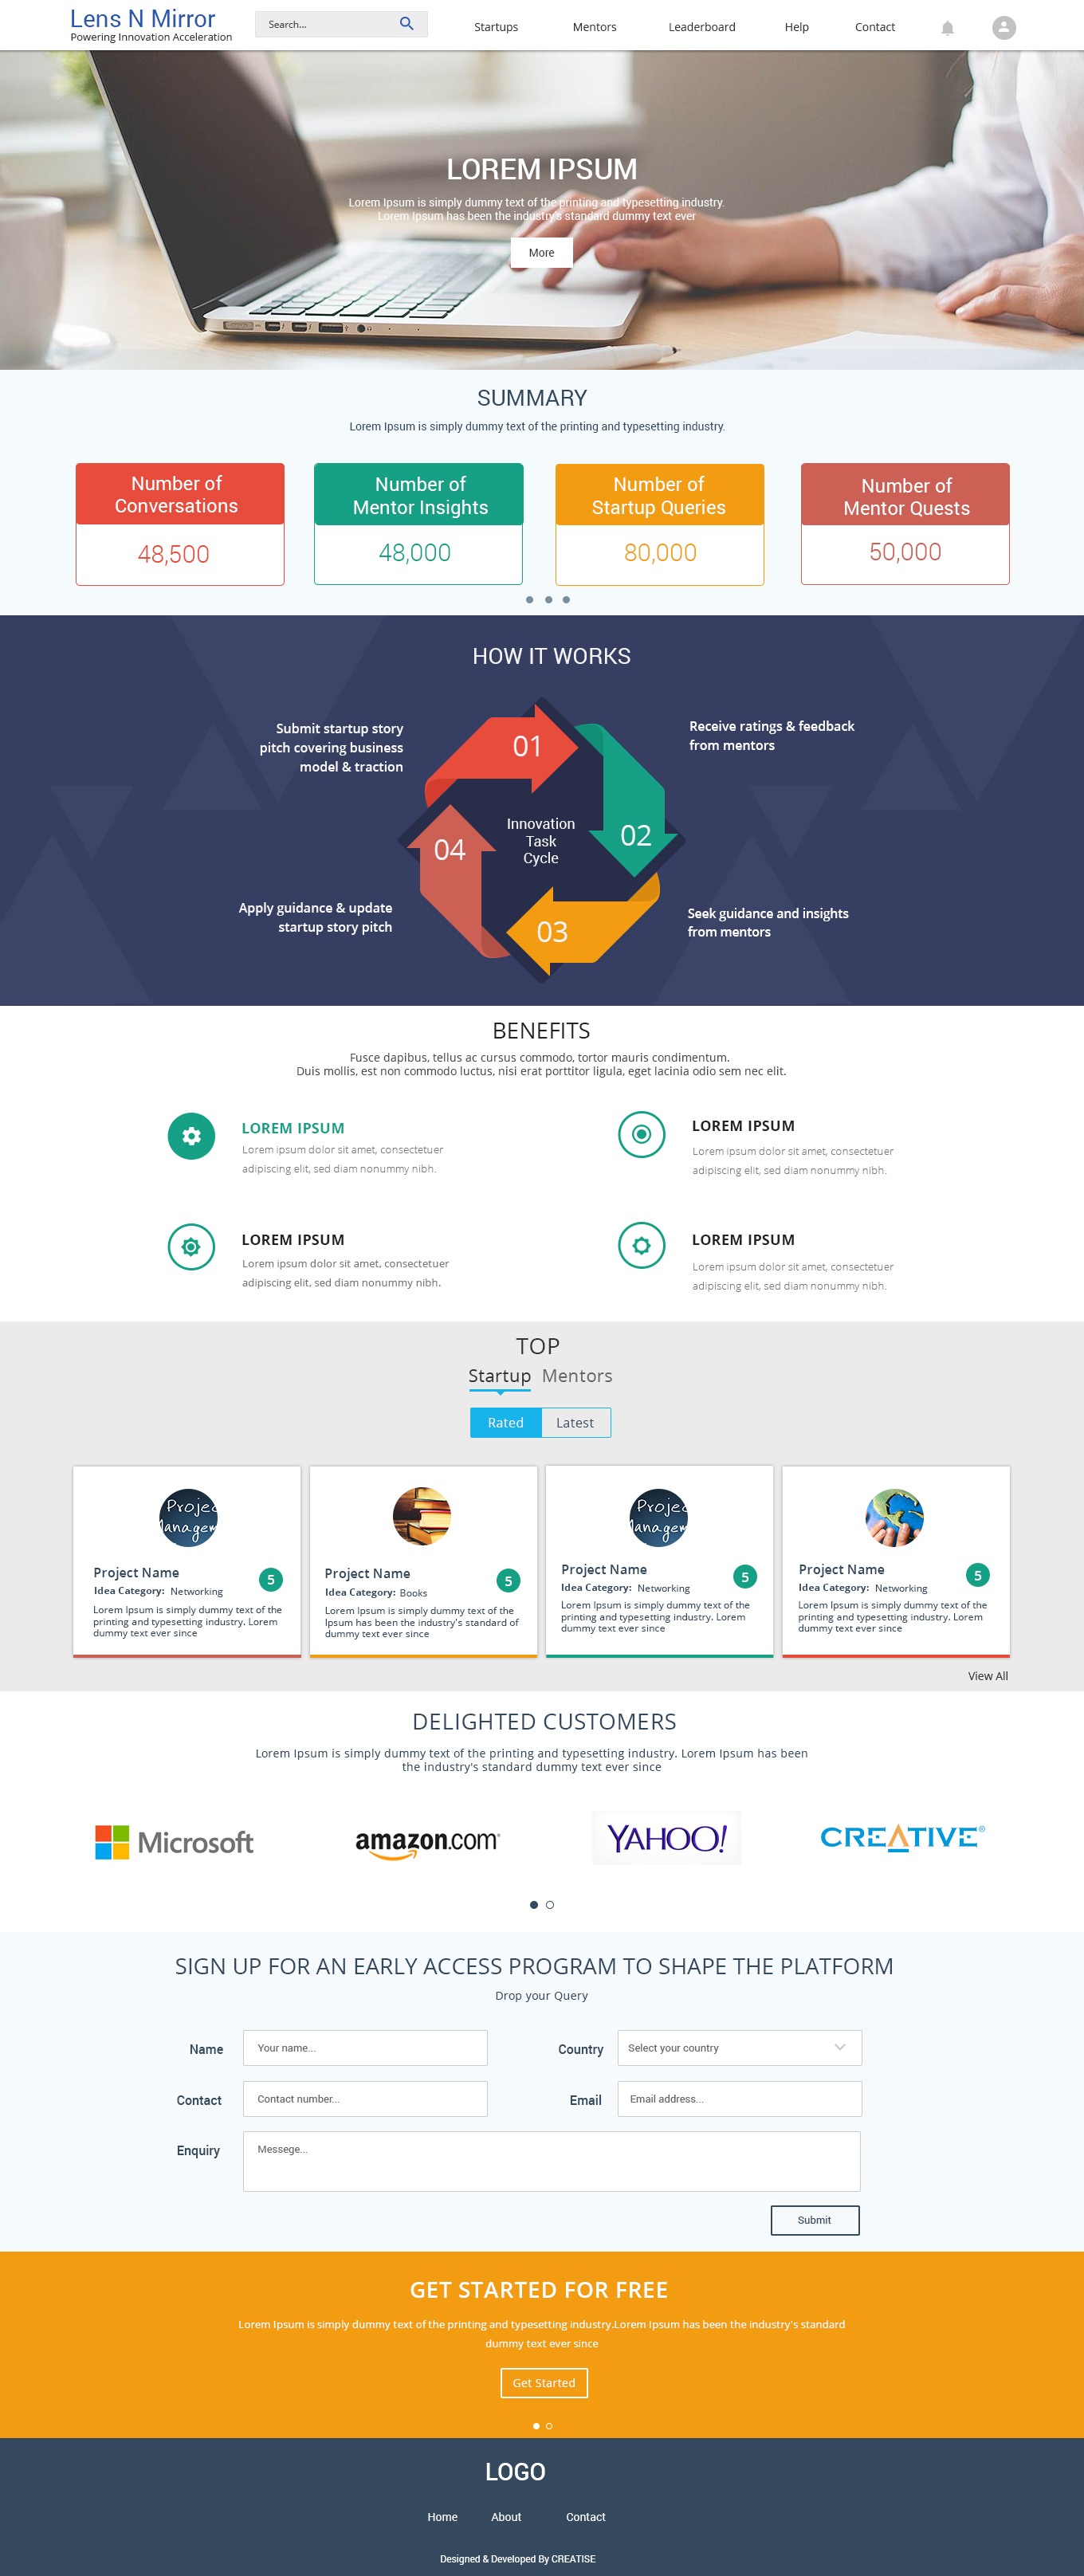 Lens N Mirror
Powering Innovation Acceleration
Search...
Startups
Mentors
Leaderboard
Help
Contact
LOREM IPSUM
Lorem Ipsum is simply dummy text of the printing and typesetting industry.
Lorem Ipsum has been the industry's standard dummy text ever
More
SUMMARY
Lorem Ipsum is simply dummy text of the printing and typesetting industry.
Number of
Conversations
48,500
Number of
Mentor Insights
48,000
Number of
Startup Queries
80,000
Number of
Mentor Quests
50,000
HOW IT WORKS
Submit startup story
pitch covering business
model & traction
Receive ratings & feedback
from mentors
01
02
03
04
Innovation
Task
Cycle
Apply guidance & update
startup story pitch
Seek guidance and insights
from mentors
BENEFITS
Fusce dapibus, tellus ac cursus commodo, tortor mauris condimentum.
Duis mollis, est non commodo luctus, nisi erat porttitor ligula, eget lacinia odio sem nec elit.
LOREM IPSUM
Lorem ipsum dolor sit amet, consectetuer
adipiscing elit, sed diam nonummy nibh.
LOREM IPSUM
Lorem ipsum dolor sit amet, consectetuer
adipiscing elit, sed diam nonummy nibh.
LOREM IPSUM
Lorem ipsum dolor sit amet, consectetuer
adipiscing elit, sed diam nonummy nibh.
LOREM IPSUM
Lorem ipsum dolor sit amet, consectetuer
adipiscing elit, sed diam nonummy nibh.
TOP
Startup Mentors
Rated
Latest
Projec
Managem
Project Name
5
Idea Category: Networking
Lorem Ipsum is simply dummy text of the
printing and typesetting industry. Lorem
dummy text ever since
Project Name
5
Idea Category: Books
Lorem Ipsum is simply dummy text of the
Ipsum has been the industry's standard of
dummy text ever since
Projec
Managem
Project Name
5
Idea Category: Networking
Lorem Ipsum is simply dummy text of the
printing and typesetting industry. Lorem
dummy text ever since
Project Name
5
Idea Category: Networking
Lorem Ipsum is simply dummy text of the
printing and typesetting industry. Lorem
dummy text ever since
View All
DELIGHTED CUSTOMERS
Lorem Ipsum is simply dummy text of the printing and typesetting industry. Lorem Ipsum has been
the industry's standard dummy text ever since
Microsoft
amazon.com®
YAHOO!
CREATIVE®
SIGN UP FOR AN EARLY ACCESS PROGRAM TO SHAPE THE PLATFORM
Drop your Query
Name
Your name...
Country
Select your country
Contact
Contact number...
Email
Email address...
Enquiry
Messege...
Submit
GET STARTED FOR FREE
Lorem Ipsum is simply dummy text of the printing and typesetting industry.Lorem Ipsum has been the industry's standard
dummy text ever since
Get Started
LOGO
Home
About
Contact
Designed & Developed By CREATISE